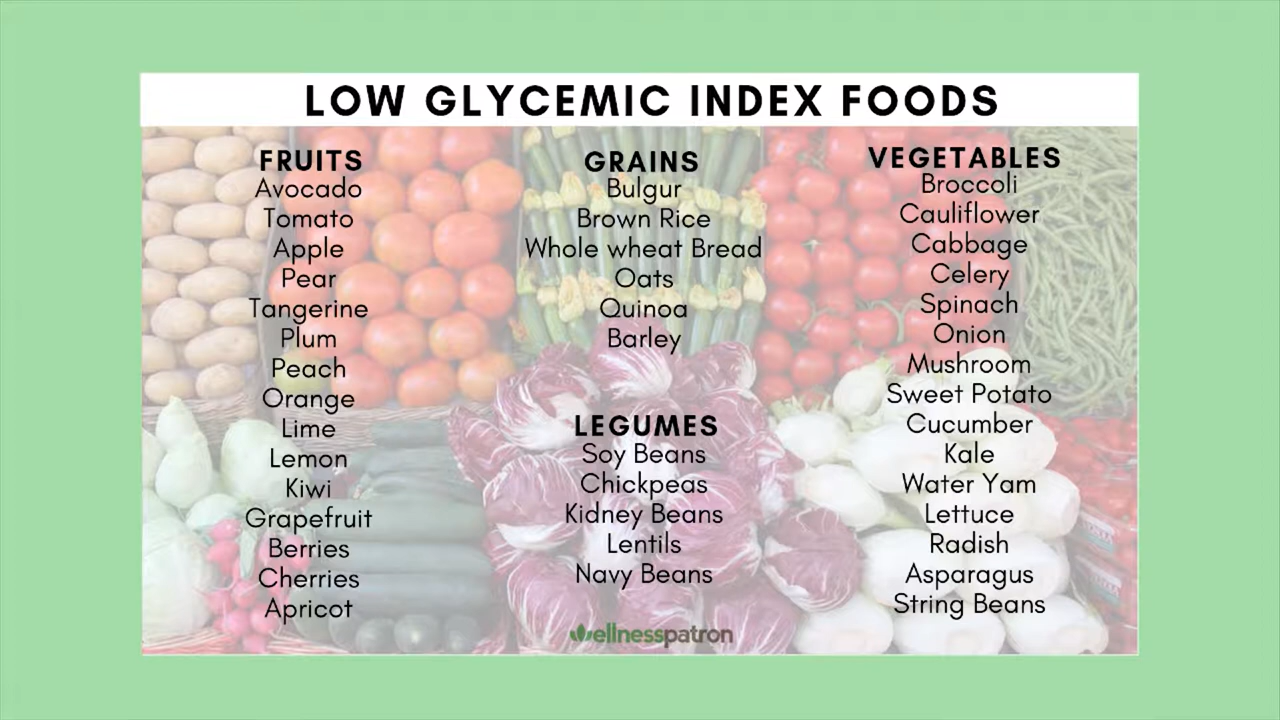 LOW GLYCEMIC INDEX FOODS
FRUITS
Avocado
Tomato
Apple
Pear
Tangerine
Plum
Peach
Orange
Lime
Lemon
Kiwi
Grapefruit
Berries
Cherries
Apricot
GRAINS
Bulgur
Brown Rice
Whole wheat Bread
Oats
Quinoa
Barley
LEGUMES
Soy Beans
Chickpeas
Kidney Beans
Lentils
Navy Beans
VEGETABLES
Broccoli
Cauliflower
Cabbage
Celery
Spinach
Onion
Mushroom
Sweet Potato
Cucumber
Kale
Water Yam
Lettuce
Radish
Asparagus
String Beans
Wellnesspatron